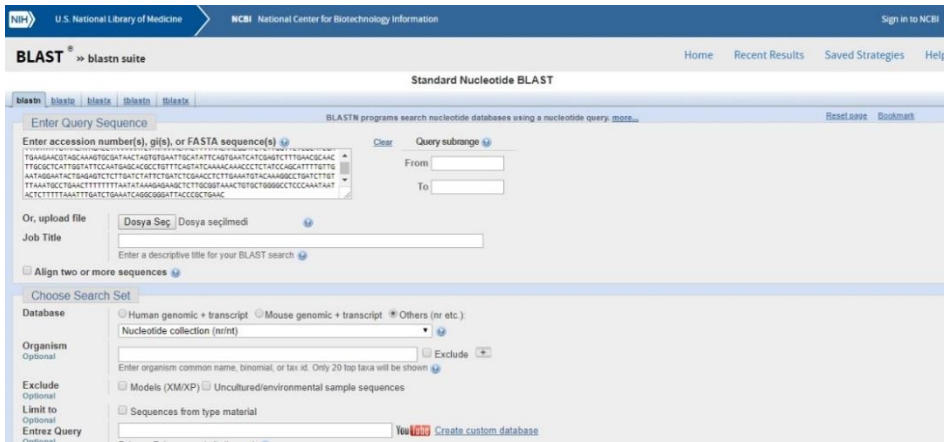 NIH U.S. National Library of Medicine NCBI National Center for Biotechnology Information Sign in to NCBI
BLAST ® » blastn suite Home Recent Results Saved Strategies Help
Standard Nucleotide BLAST
blastn blastp blastx tblastn tblastx
Enter Query Sequence BLASTN programs search nucleotide databases using a nucleotide query. more... Reset page Bookmark
Enter accession number(s), gi(s), or FASTA sequence(s) Clear Query subrange
TGAAGAACGTAGCAAAGTGCGATAACTAGTGTGAATTGCATATTCAGTGAATCATCGAGTCTTTGAACGCAAC
TTGCGCTCATTGGTATTCCAATGAGCACGCCTGTTTCAGTATCAAAACAAACCCTCTATCCAGCATTTTGTTG
AATAGGAATACTGAGAGTCTCTTGATCTATTCTGATCTCGAACCTCTTGAAATGTACAAAGGCCTGATCTTGT
TTAAATGCCTGAACTTTTTTTTAATATAAAGAGAAGCTCTTGCGGTAAACTGTGCTGGGGCCTCCCAAATAAT
ACTCTTTTTAAATTTGATCTGAAATCAGGCGGGATTACCCGCTGAAC
From
To
Or, upload file Dosya Seç Dosya seçilmedi
Job Title
Enter a descriptive title for your BLAST search
Align two or more sequences
Choose Search Set
Database Human genomic + transcript Mouse genomic + transcript Others (nr etc.):
Nucleotide collection (nr/nt)
Organism
Optional
Exclude +
Enter organism common name, binomial, or tax id. Only 20 top taxa will be shown
Exclude Models (XM/XP) Uncultured/environmental sample sequences
Optional
Limit to Sequences from type material
Optional
Entrez Query YouTube Create custom database
Optional